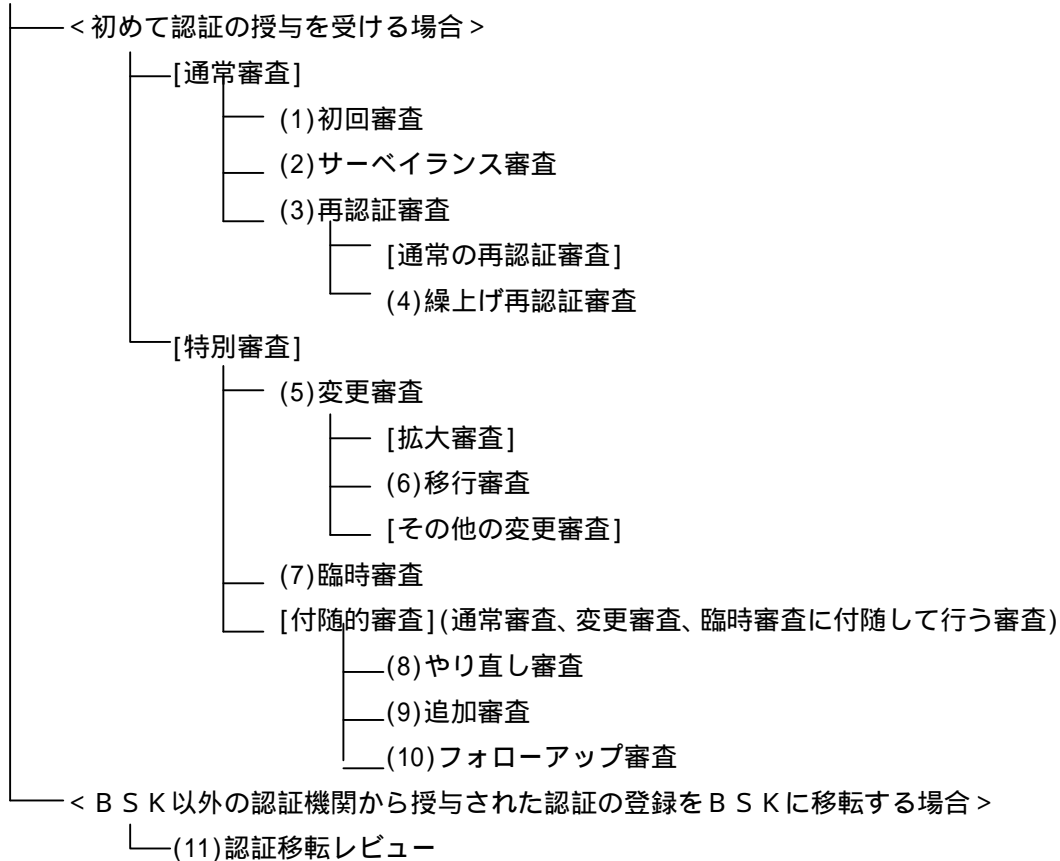 ＜初めて認証の授与を受ける場合＞
[通常審査]
(1)初回審査
(2)サーベイランス審査
(3)再認証審査
[通常の再認証審査]
(4)繰上げ再認証審査
[特別審査]
(5)変更審査
[拡大審査]
(6)移行審査
[その他の変更審査]
(7)臨時審査
[付随的審査](通常審査、変更審査、臨時審査に付随して行う審査)
(8)やり直し審査
(9)追加審査
(10)フォローアップ審査
＜ＢＳＫ以外の認証機関から授与された認証の登録をＢＳＫに移転する場合＞
(11)認証移転レビュー